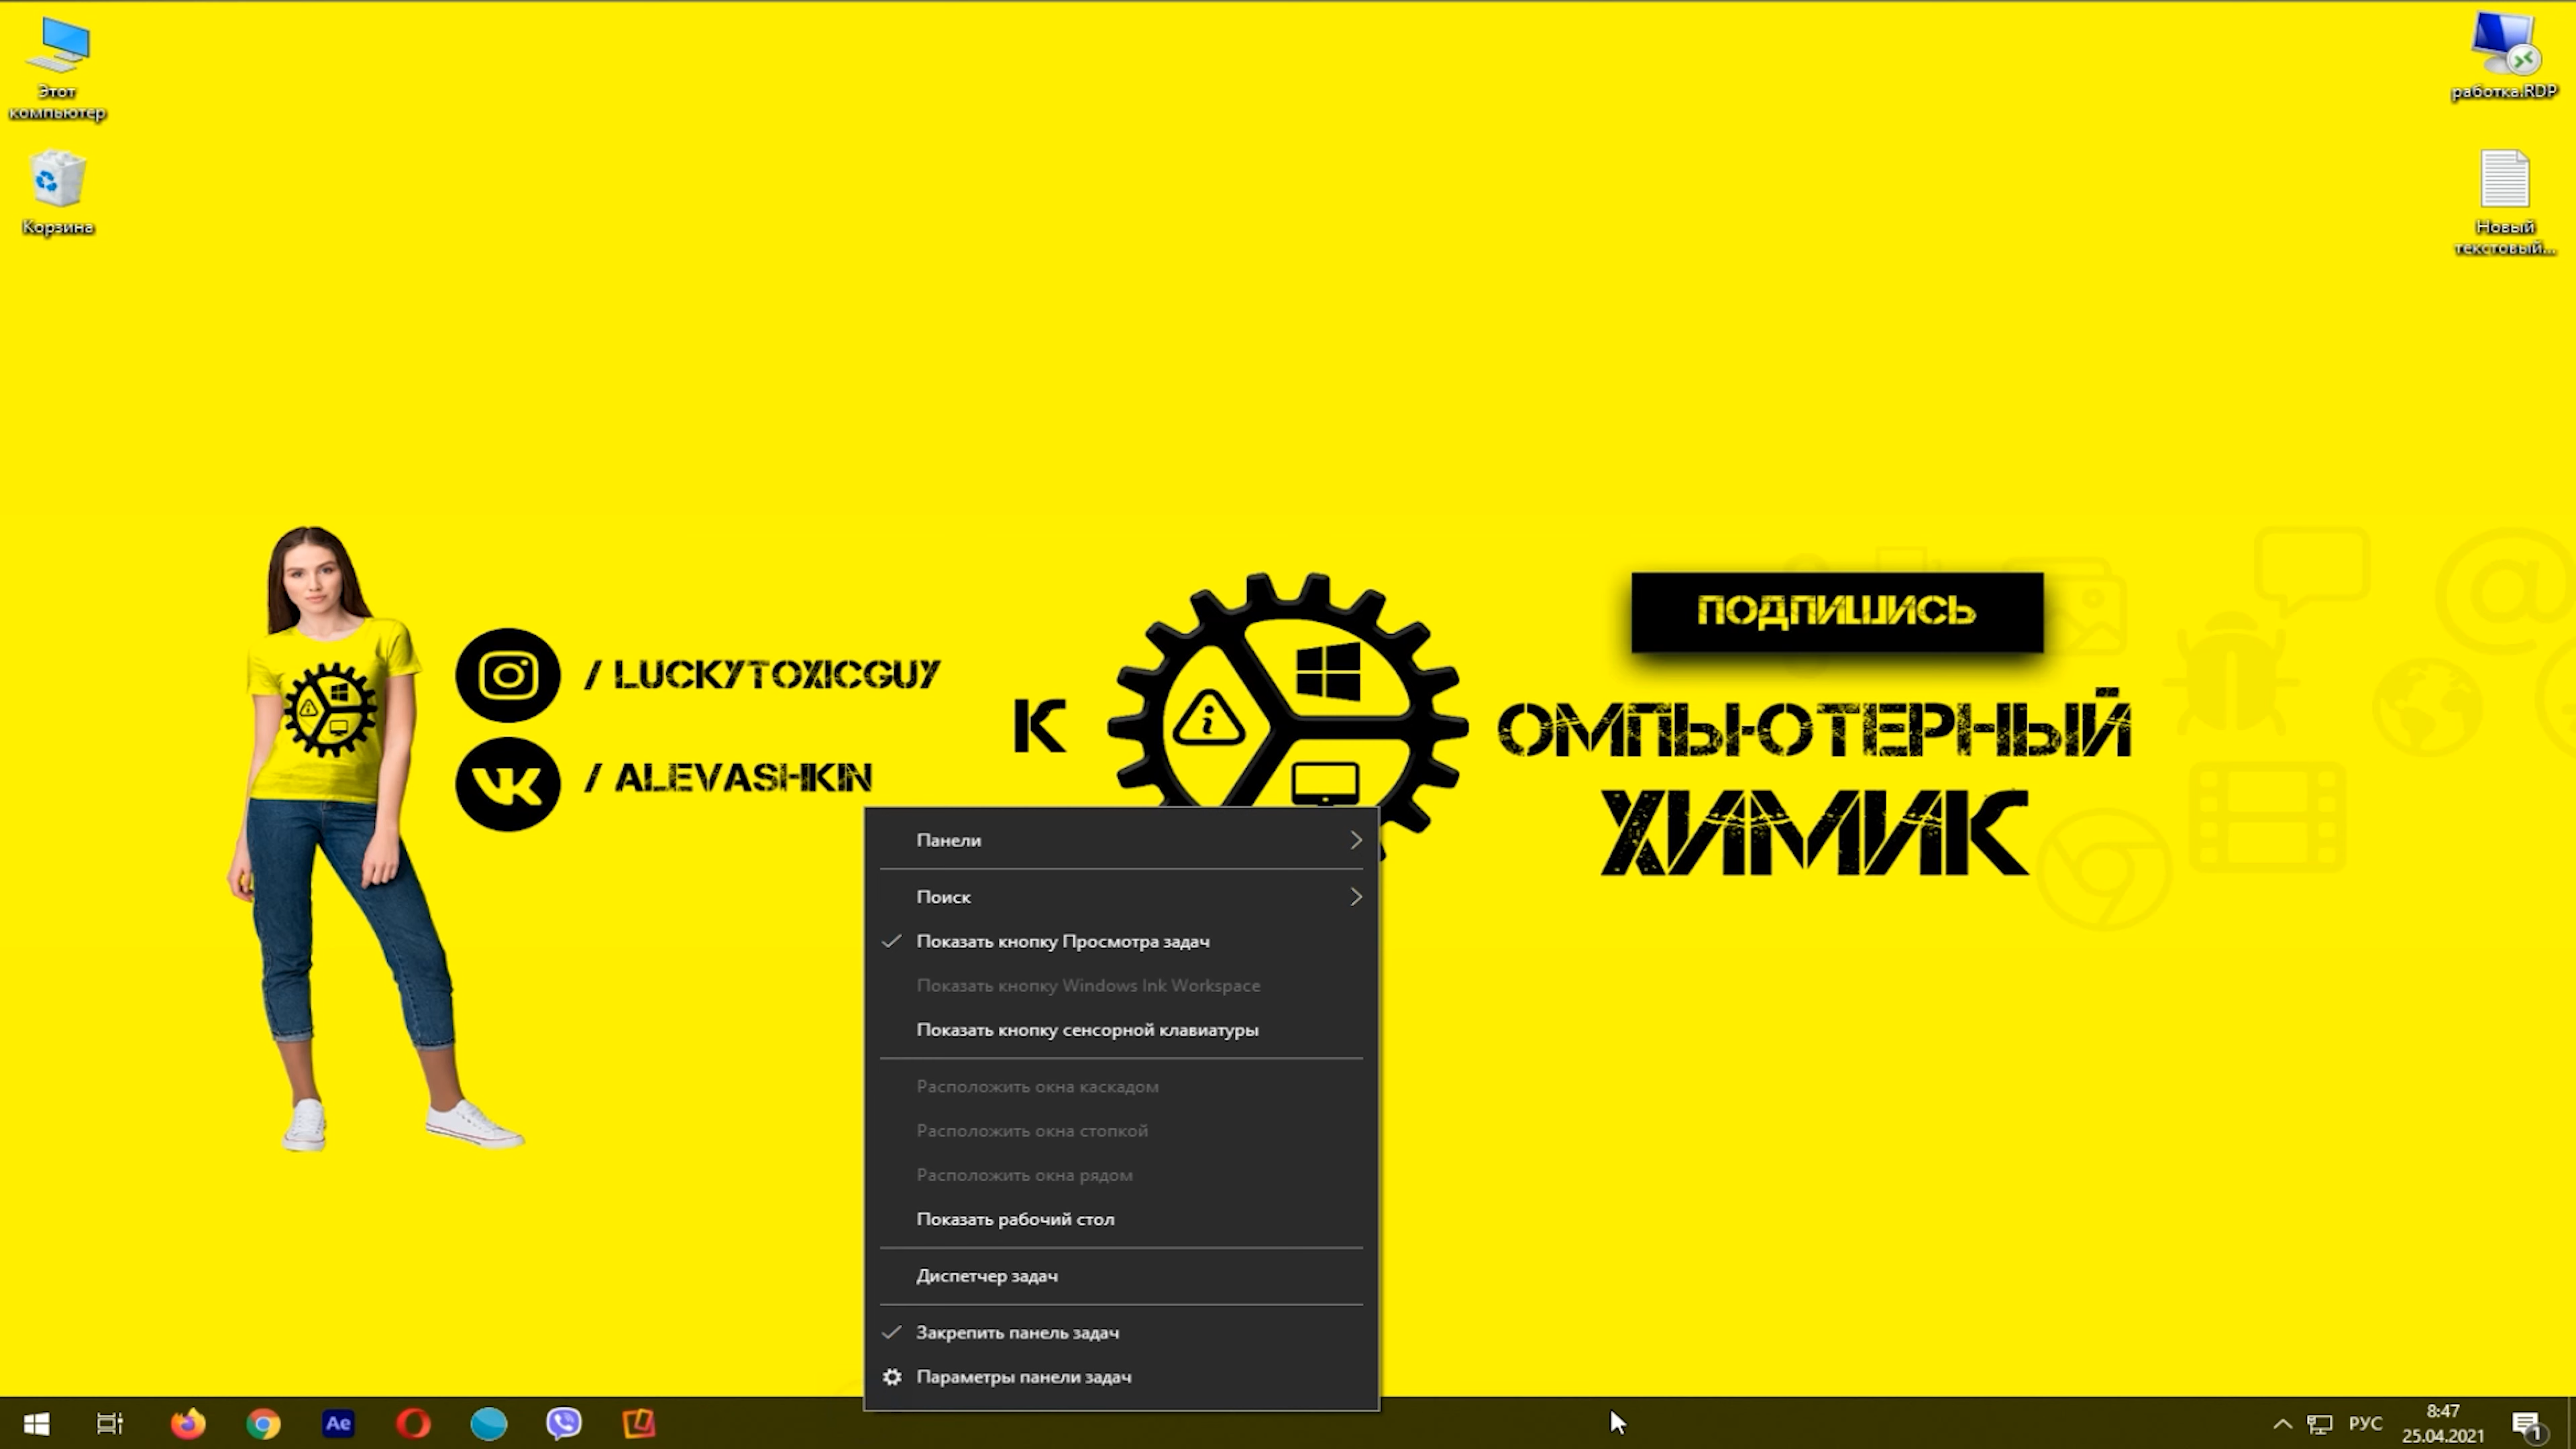 Этот
компьютер
Корзина
работка.RDP
Новый
текстовый...
/ LUCKYTOXICGUY
/ ALEVASHKIN
ПОДПИШИСЬ
К ОМПЬЮТЕРНЫЙ
ХИМИК
Панели
Поиск
Показать кнопку Просмотра задач
Показать кнопку Windows Ink Workspace
Показать кнопку сенсорной клавиатуры
Расположить окна каскадом
Расположить окна стопкой
Расположить окна рядом
Показать рабочий стол
Диспетчер задач
Закрепить панель задач
Параметры панели задач
Ae
РУС
8:47
25.04.2021
1